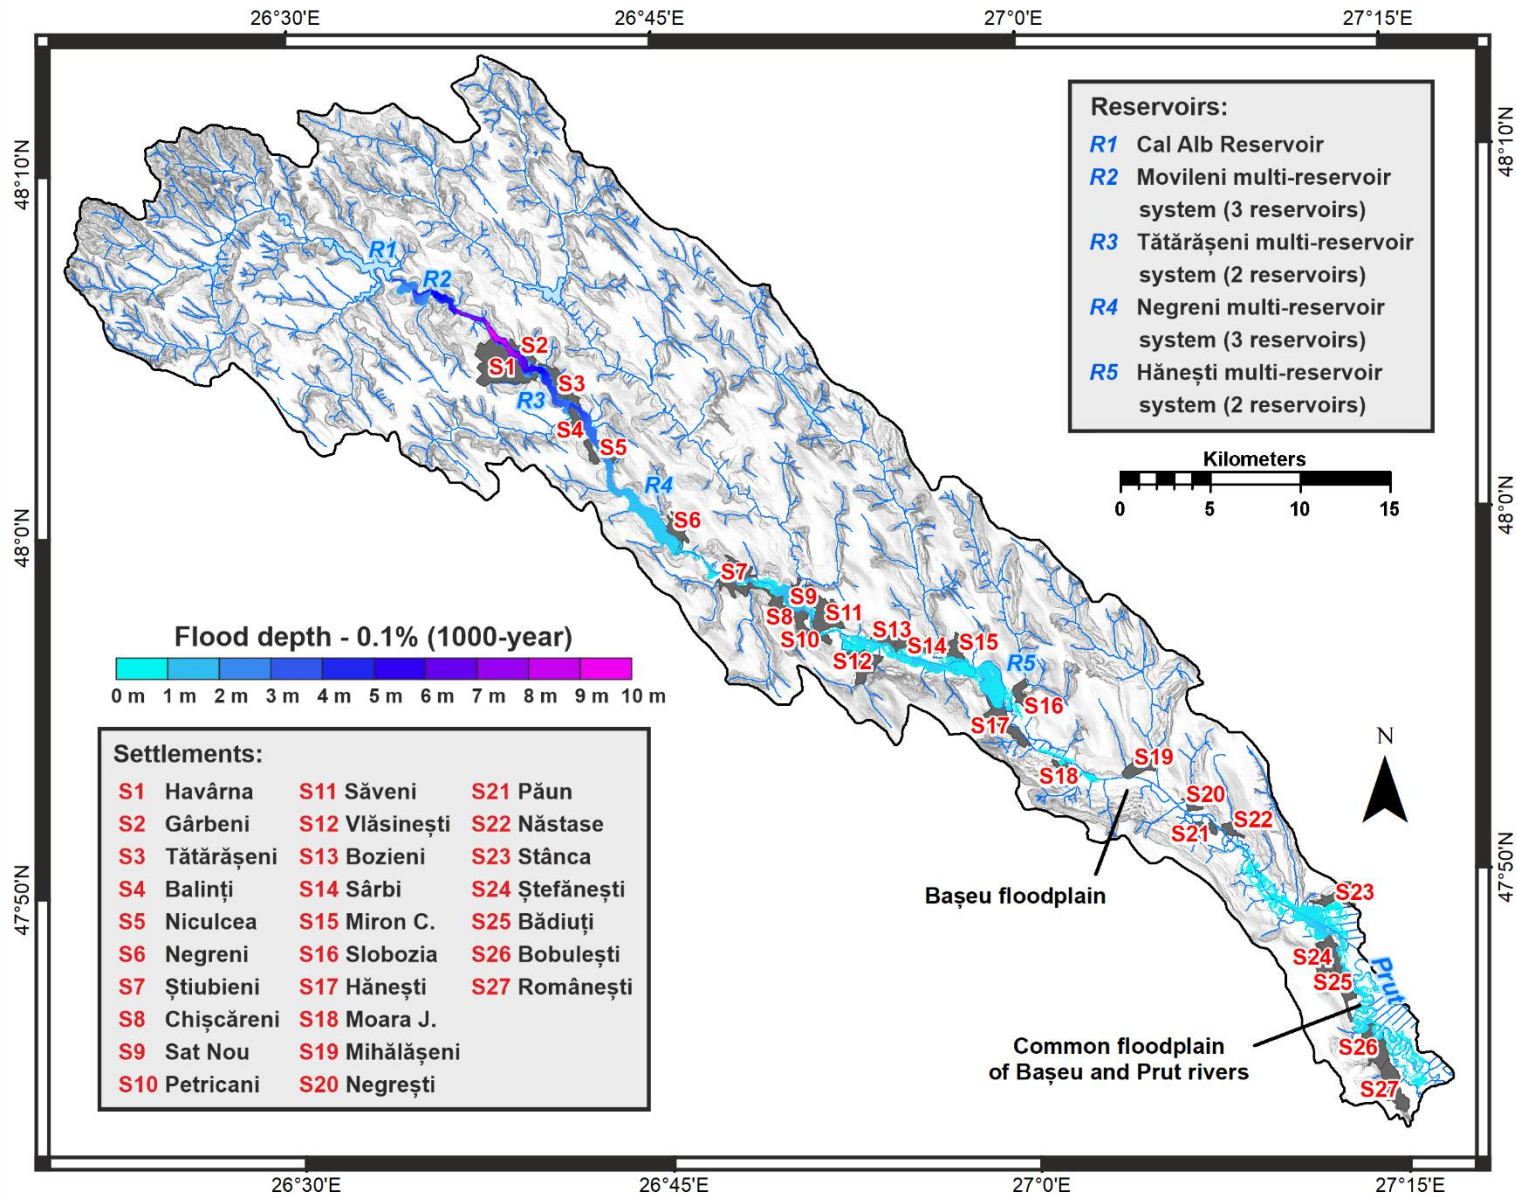 26°30'E 26°45'E 27°0'E 27°15'E
48°10'N
48°0'N
47°50'N
48°10'N
48°0'N
47°50'N
Reservoirs:
R1 Cal Alb Reservoir
R2 Movileni multi-reservoir
system (3 reservoirs)
R3 Tătărășeni multi-reservoir
system (2 reservoirs)
R4 Negreni multi-reservoir
system (3 reservoirs)
R5 Hănești multi-reservoir
system (2 reservoirs)
Kilometers
0 5 10 15
N
R1
R2
S2
S1
S3
R3
S4
S5
R4
S6
S7
S9
S8
S11
S10
S13
S14
S15
S12
R5
S16
S17
S18
S19
S20
S21
S22
S23
S24
S25
Prut
S26
S27
Bașeu floodplain
Common floodplain
of Bașeu and Prut rivers
Flood depth - 0.1% (1000-year)
0 m 1 m 2 m 3 m 4 m 5 m 6 m 7 m 8 m 9 m 10 m
Settlements:
S1 Havârna S11 Săveni S21 Păun
S2 Gârbeni S12 Vlăsinești S22 Năstase
S3 Tătărășeni S13 Bozieni S23 Stânca
S4 Balinți S14 Sârbi S24 Ștefănești
S5 Niculcea S15 Miron C. S25 Bădiuți
S6 Negreni S16 Slobozia S26 Bobulești
S7 Știubieni S17 Hănești S27 Românești
S8 Chișcăreni S18 Moara J.
S9 Sat Nou S19 Mihălășeni
S10 Petricani S20 Negrești
26°30'E 26°45'E 27°0'E 27°15'E